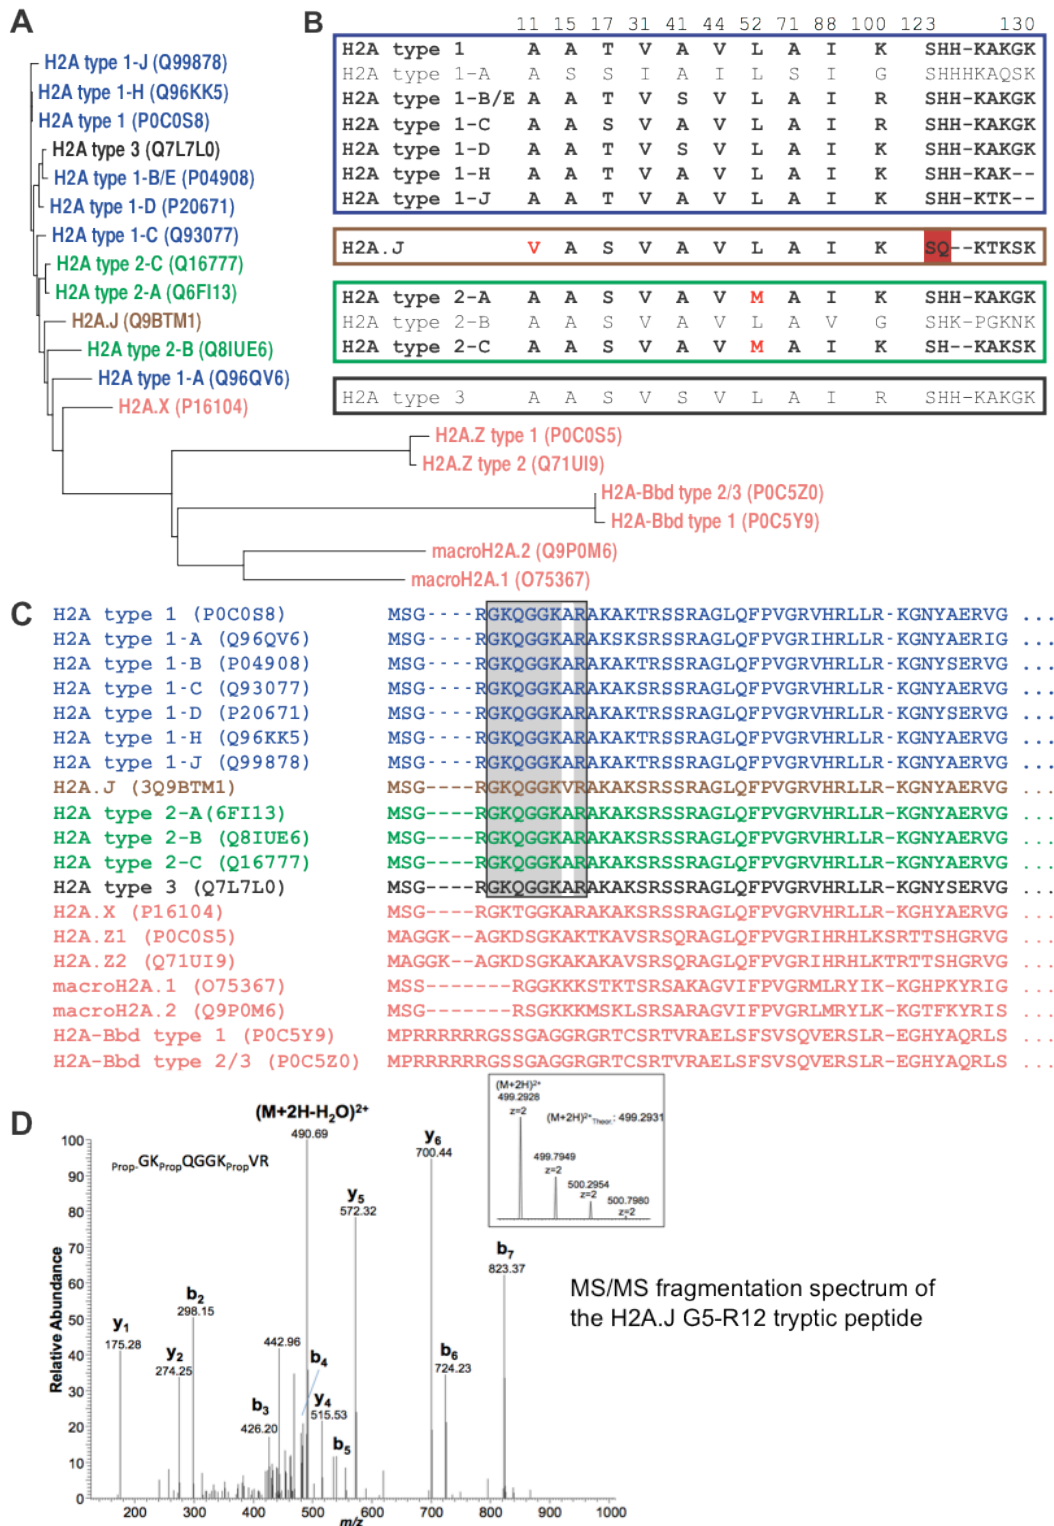 A
H2A type 1-J (Q99878)
H2A type 1-H (Q96KK5)
H2A type 1 (P0C0S8)
H2A type 3 (Q7L7L0)
H2A type 1-B/E (P04908)
H2A type 1-D (P20671)
H2A type 1-C (Q93077)
H2A type 2-C (Q16777)
H2A type 2-A (Q6FI13)
H2A.J (Q9BTM1)
H2A type 2-B (Q8IUE6)
H2A type 1-A (Q96QV6)
H2A.X (P16104)
H2A.Z type 1 (P0C0S5)
H2A.Z type 2 (Q71UI9)
H2A-Bbd type 2/3 (P0C5Z0)
H2A-Bbd type 1 (P0C5Y9)
macroH2A.2 (Q9P0M6)
macroH2A.1 (O75367)
B
11 15 17 31 41 44 52 71 88 100 123 130
H2A type 1 A A T V A V L A I K SHH-KAKGK
H2A type 1-A A S S I A I L S I G SHHHKAQSK
H2A type 1-B/E A A T V S V L A I R SHH-KAKGK
H2A type 1-C A A S V A V L A I R SHH-KAKGK
H2A type 1-D A A T V S V L A I K SHH-KAKGK
H2A type 1-H A A T V A V L A I K SHH-KAK--
H2A type 1-J A A T V A V L A I K SHH-KTK--
H2A.J V A S V A V L A I K SQ--KTKSK
H2A type 2-A A A S V A V M A I K SHH-KAKGK
H2A type 2-B A A S V A V L A V G SHK-PGKNK
H2A type 2-C A A S V A V M A I K SH--KAKSK
H2A type 3 A A S V S V L A I R SHH-KAKGK
C
H2A type 1 (P0C0S8) MSG----RGKQGGKARAKAKTRSSRAGLQFPVGRVHRLLR-KGNYAERVG ...
H2A type 1-A (Q96QV6) MSG----RGKQGGKARAKAKSKSSRAGLQFPVGRIHRLLR-KGNYAERIG ...
H2A type 1-B (P04908) MSG----RGKQGGKARAKAKTRSSRAGLQFPVGRVHRLLR-KGNYSERVG ...
H2A type 1-C (Q93077) MSG----RGKQGGKARAKAKSRSSRAGLQFPVGRVHRLLR-KGNYAERVG ...
H2A type 1-D (P20671) MSG----RGKQGGKARAKAKTRSSRAGLQFPVGRVHRLLR-KGNYSERVG ...
H2A type 1-H (Q96KK5) MSG----RGKQGGKARAKAKTRSSRAGLQFPVGRVHRLLR-KGNYAERVG ...
H2A type 1-J (Q99878) MSG----RGKQGGKARAKAKTRSSRAGLQFPVGRVHRLLR-KGNYAERVG ...
H2A.J (3Q9BTM1) MSG----RGKQGGKVRAKAKSRSSRAGLQFPVGRVHRLLR-KGNYAERVG ...
H2A type 2-A(6FI13) MSG----RGKQGGKARAKAKSRSSRAGLQFPVGRVHRLLR-KGNYAERVG ...
H2A type 2-B (Q8IUE6) MSG----RGKQGGKARAKAKSRSSRAGLQFPVGRVHRLLR-KGNYAERVG ...
H2A type 2-C (Q16777) MSG----RGKQGGKARAKAKSRSSRAGLQFPVGRVHRLLR-KGNYAERVG ...
H2A type 3 (Q7L7L0) MSG----RGKQGGKARAKAKSRSSRAGLQFPVGRVHRLLR-KGNYSERVG ...
H2A.X (P16104) MSG----RGKTGGKARAKAKSRSSRAGLQFPVGRVHRLLR-KGHYAERVG ...
H2A.Z1 (P0C0S5) MAGGK--AGKDSGKAKTKAVSRSQRAGLQFPVGRIHRHLKSRTTSHGRVG ...
H2A.Z2 (Q71UI9) MAGGK--AGKDSGKAKAKAVSRSQRAGLQFPVGRIHRHLKTRTTSHGRVG ...
macroH2A.1 (O75367) MSS-------RGGKKKSTKTSRSAKAGVIFPVGRMLRYIK-KGHPKYRIG ...
macroH2A.2 (Q9P0M6) MSG-------RSGKKKMSKLSRSARAGVIFPVGRLMRYLK-KGTFKYRIS ...
H2A-Bbd type 1 (P0C5Y9) MPRRRRRRGSSGAGGRGRTCSRTVRAELSFSVSQVERSLR-EGHYAQRLS ...
H2A-Bbd type 2/3 (P0C5Z0) MPRRRRRRGSSGAGGRGRTCSRTVRAELSFSVSQVERSLR-EGHYAQRLS ...
D
Prop-GKPropQGGKPropVR
(M+2H-H2O)2+
490.69
y6
700.44
y5
572.32
b7
823.37
b2
298.15
y1
175.28
y2
274.25
442.96
b4
b6
724.23
y4
515.53
b3
426.20
b5
(M+2H)2+
499.2928
z=2
(M+2H)2+Theor.: 499.2931
499.7949
z=2
500.2954
z=2
500.7980
z=2
MS/MS fragmentation spectrum of
the H2A.J G5-R12 tryptic peptide
Relative Abundance
100
90
80
70
60
50
40
30
20
10
0
200 300 400 500 600 700 800 900 1000
m/z